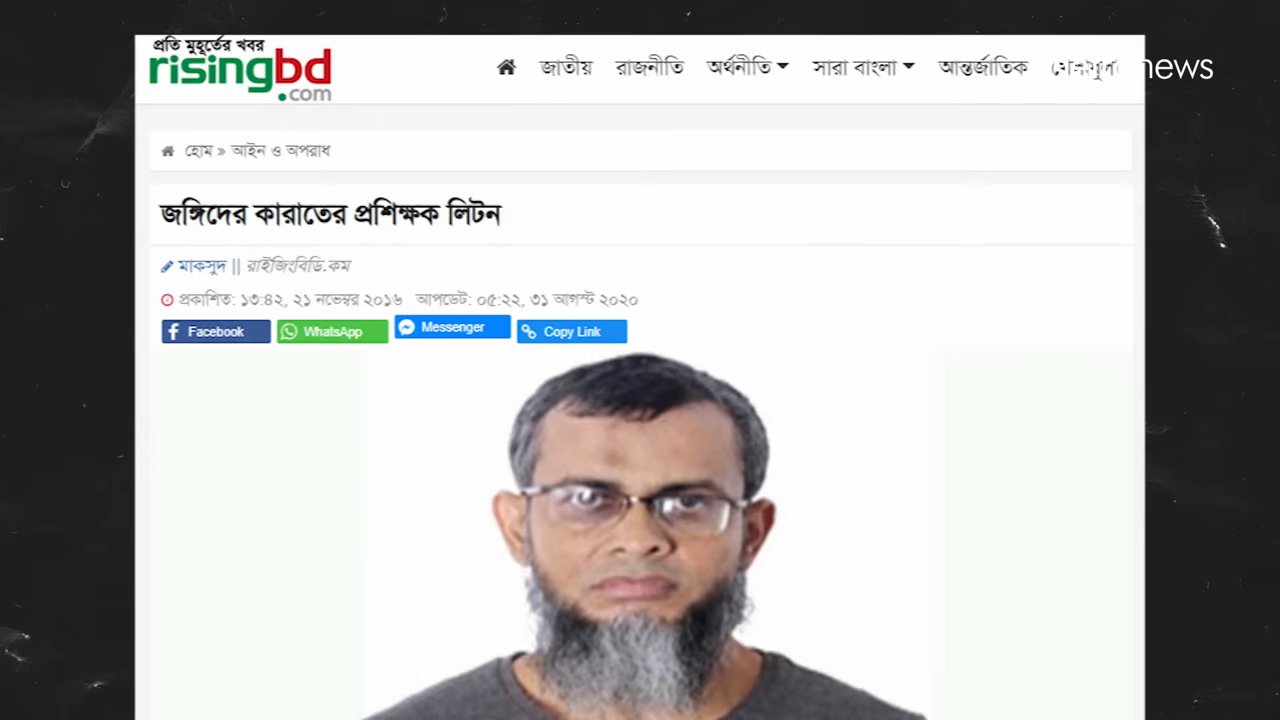 প্রতি মুহূর্তের খবর
risingbd
.com
জাতীয় রাজনীতি অর্থনীতি সারা বাংলা আন্তর্জাতিক
news
হোম » আইন ও অপরাধ
জঙ্গিদের কারাতের প্রশিক্ষক লিটন
মাকসুদ || রাইজিংবিডি.কম
প্রকাশিত: ১৩:৪২, ২১ নভেম্বর ২০১৬ আপডেট: ০৫:২২, ৩১ আগস্ট ২০২০
Facebook WhatsApp Messenger Copy Link